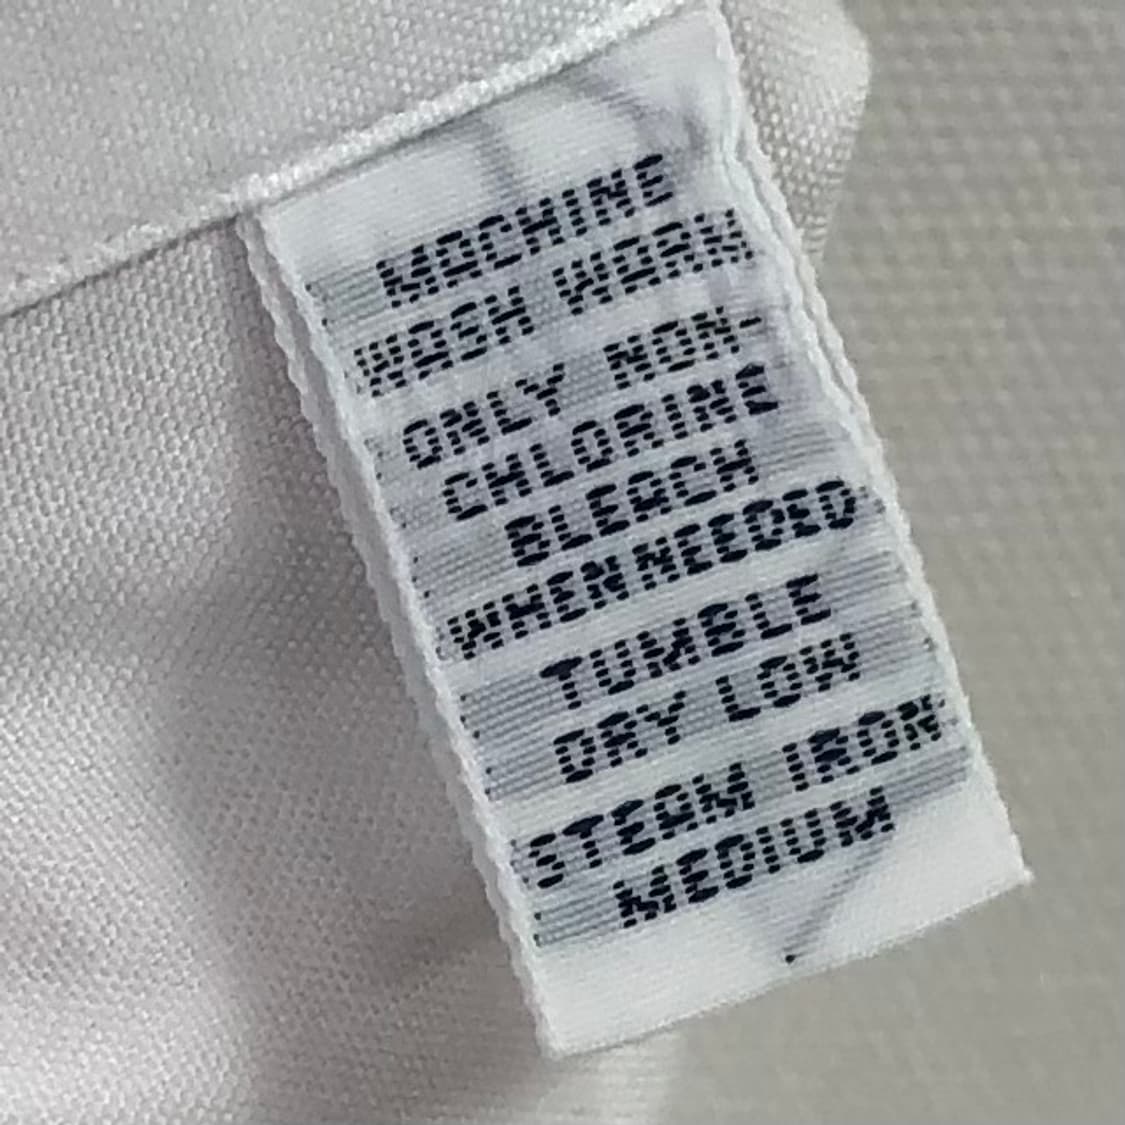 MACHINE
WASH WARM
ONLY NON-
CHLORINE
BLEACH
WHEN NEEDED
TUMBLE
DRY LOW
STEAM IRON
MEDIUM